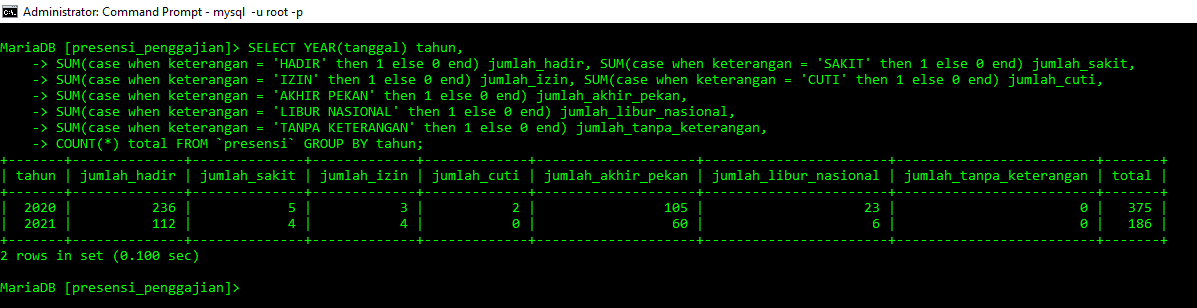 Administrator: Command Prompt - mysql  -u root -p
MariaDB [presensi_penggajian]> SELECT YEAR(tanggal) tahun,
    -> SUM(case when keterangan = 'HADIR' then 1 else 0 end) jumlah_hadir, SUM(case when keterangan = 'SAKIT' then 1 else 0 end) jumlah_sakit,
    -> SUM(case when keterangan = 'IZIN' then 1 else 0 end) jumlah_izin, SUM(case when keterangan = 'CUTI' then 1 else 0 end) jumlah_cuti,
    -> SUM(case when keterangan = 'AKHIR PEKAN' then 1 else 0 end) jumlah_akhir_pekan,
    -> SUM(case when keterangan = 'LIBUR NASIONAL' then 1 else 0 end) jumlah_libur_nasional,
    -> SUM(case when keterangan = 'TANPA KETERANGAN' then 1 else 0 end) jumlah_tanpa_keterangan,
    -> COUNT(*) total FROM `presensi` GROUP BY tahun;
+-------+--------------+--------------+-------------+-------------+--------------------+-----------------------+-------------------------+-------+
| tahun | jumlah_hadir | jumlah_sakit | jumlah_izin | jumlah_cuti | jumlah_akhir_pekan | jumlah_libur_nasional | jumlah_tanpa_keterangan | total |
+-------+--------------+--------------+-------------+-------------+--------------------+-----------------------+-------------------------+-------+
|  2020 |          236 |            5 |           3 |           2 |                105 |                    23 |                       0 |   375 |
|  2021 |          112 |            4 |           4 |           0 |                 60 |                     6 |                       0 |   186 |
+-------+--------------+--------------+-------------+-------------+--------------------+-----------------------+-------------------------+-------+
2 rows in set (0.100 sec)
MariaDB [presensi_penggajian]>